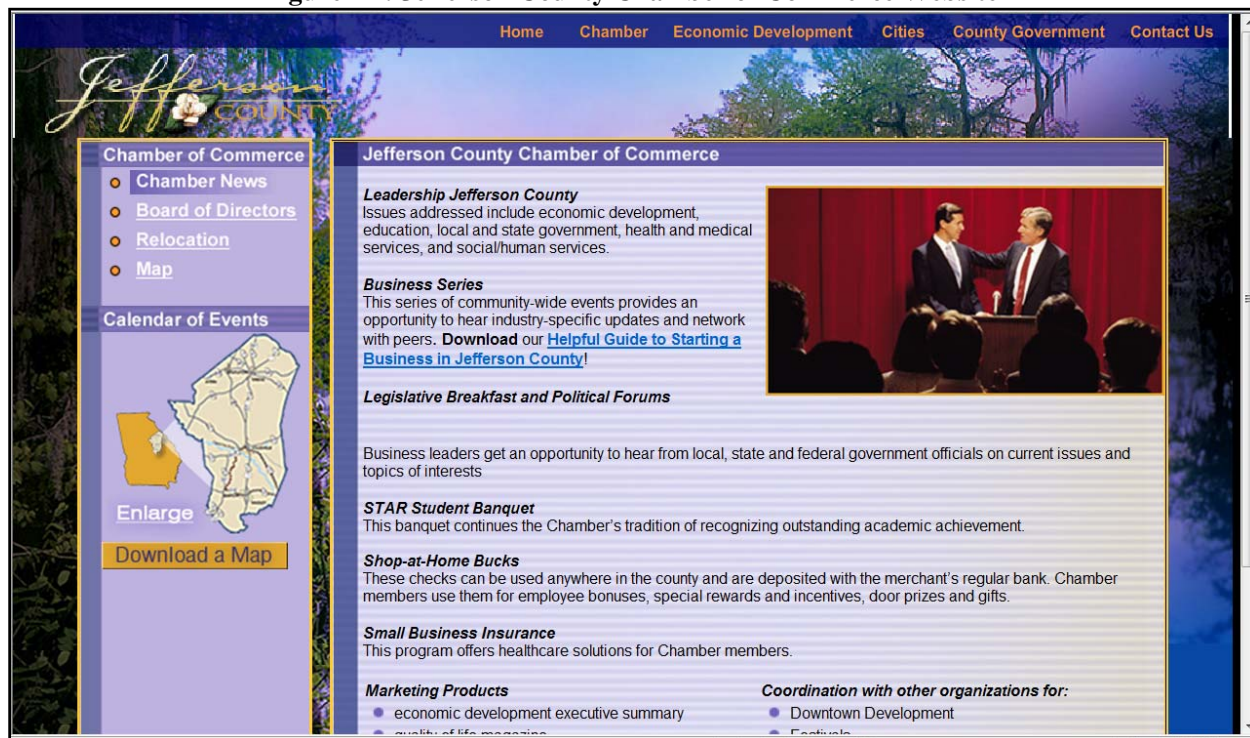 Home Chamber Economic Development Cities County Government Contact Us
Jefferson
COUNTY
Chamber of Commerce
Chamber News
Board of Directors
Relocation
Map
Calendar of Events
Enlarge
Download a Map
Jefferson County Chamber of Commerce
Leadership Jefferson County
Issues addressed include economic development,
education, local and state government, health and medical
services, and social/human services.
Business Series
This series of community-wide events provides an
opportunity to hear industry-specific updates and network
with peers. Download our Helpful Guide to Starting a
Business in Jefferson County!
Legislative Breakfast and Political Forums
Business leaders get an opportunity to hear from local, state and federal government officials on current issues and
topics of interests
STAR Student Banquet
This banquet continues the Chamber's tradition of recognizing outstanding academic achievement.
Shop-at-Home Bucks
These checks can be used anywhere in the county and are deposited with the merchant's regular bank. Chamber
members use them for employee bonuses, special rewards and incentives, door prizes and gifts.
Small Business Insurance
This program offers healthcare solutions for Chamber members.
Marketing Products
economic development executive summary
Coordination with other organizations for:
Downtown Development